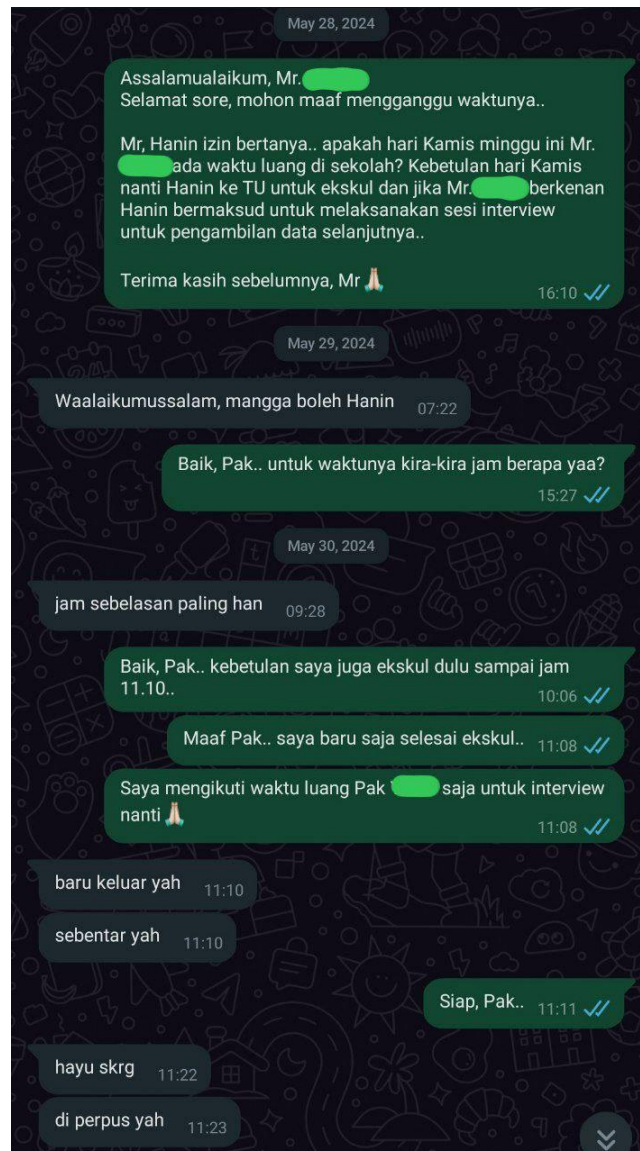 May 28, 2024
Assalamualaikum, Mr.
Selamat sore, mohon maaf mengganggu waktunya..
Mr, Hanin izin bertanya.. apakah hari Kamis minggu ini Mr.
ada waktu luang di sekolah? Kebetulan hari Kamis
nanti Hanin ke TU untuk ekskul dan jika Mr. berkenan
Hanin bermaksud untuk melaksanakan sesi interview
untuk pengambilan data selanjutnya..
Terima kasih sebelumnya, Mr 🙏🏻
16:10
May 29, 2024
Waalaikumussalam, mangga boleh Hanin 07:22
Baik, Pak.. untuk waktunya kira-kira jam berapa yaa?
15:27
May 30, 2024
jam sebelasan paling han 09:28
Baik, Pak.. kebetulan saya juga ekskul dulu sampai jam
11.10..
10:06
Maaf Pak.. saya baru saja selesai ekskul.. 11:08
Saya mengikuti waktu luang Pak saja untuk interview
nanti 🙏🏻
11:08
baru keluar yah 11:10
sebentar yah 11:10
Siap, Pak.. 11:11
hayu skrg 11:22
di perpus yah 11:23